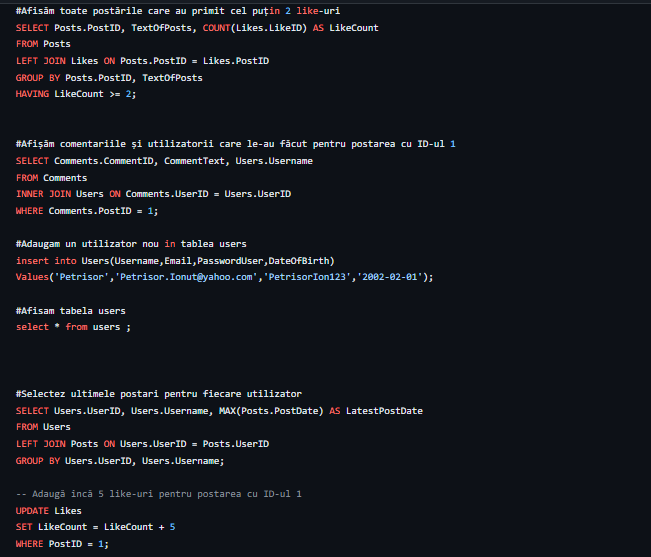 #Afisăm toate postările care au primit cel puțin 2 like-uri
SELECT Posts.PostID, TextOfPosts, COUNT(Likes.LikeID) AS LikeCount
FROM Posts
LEFT JOIN Likes ON Posts.PostID = Likes.PostID
GROUP BY Posts.PostID, TextOfPosts
HAVING LikeCount >= 2;
#Afișăm comentariile și utilizatorii care le-au făcut pentru postarea cu ID-ul 1
SELECT Comments.CommentID, CommentText, Users.Username
FROM Comments
INNER JOIN Users ON Comments.UserID = Users.UserID
WHERE Comments.PostID = 1;
#Adaugam un utilizator nou in tablea users
insert into Users(Username,Email,PasswordUser,DateOfBirth)
Values('Petrisor','Petrisor.Ionut@yahoo.com','PetrisorIon123','2002-02-01');
#Afisam tabela users
select * from users ;
#Selectez ultimele postari pentru fiecare utilizator
SELECT Users.UserID, Users.Username, MAX(Posts.PostDate) AS LatestPostDate
FROM Users
LEFT JOIN Posts ON Users.UserID = Posts.UserID
GROUP BY Users.UserID, Users.Username;
-- Adaugă încă 5 like-uri pentru postarea cu ID-ul 1
UPDATE Likes
SET LikeCount = LikeCount + 5
WHERE PostID = 1;